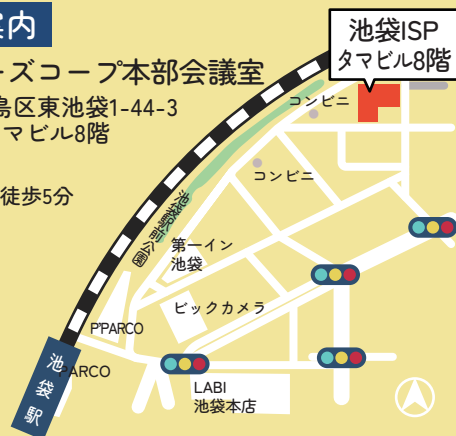 案内
ーズコープ本部会議室
島区東池袋1-44-3
タマビル8階
徒歩5分
池袋ISP
タマビル8階
コンビニ
コンビニ
池袋駅前公園
第一イン
池袋
ビックカメラ
P'PARCO
PARCO
池袋駅
LABI
池袋本店